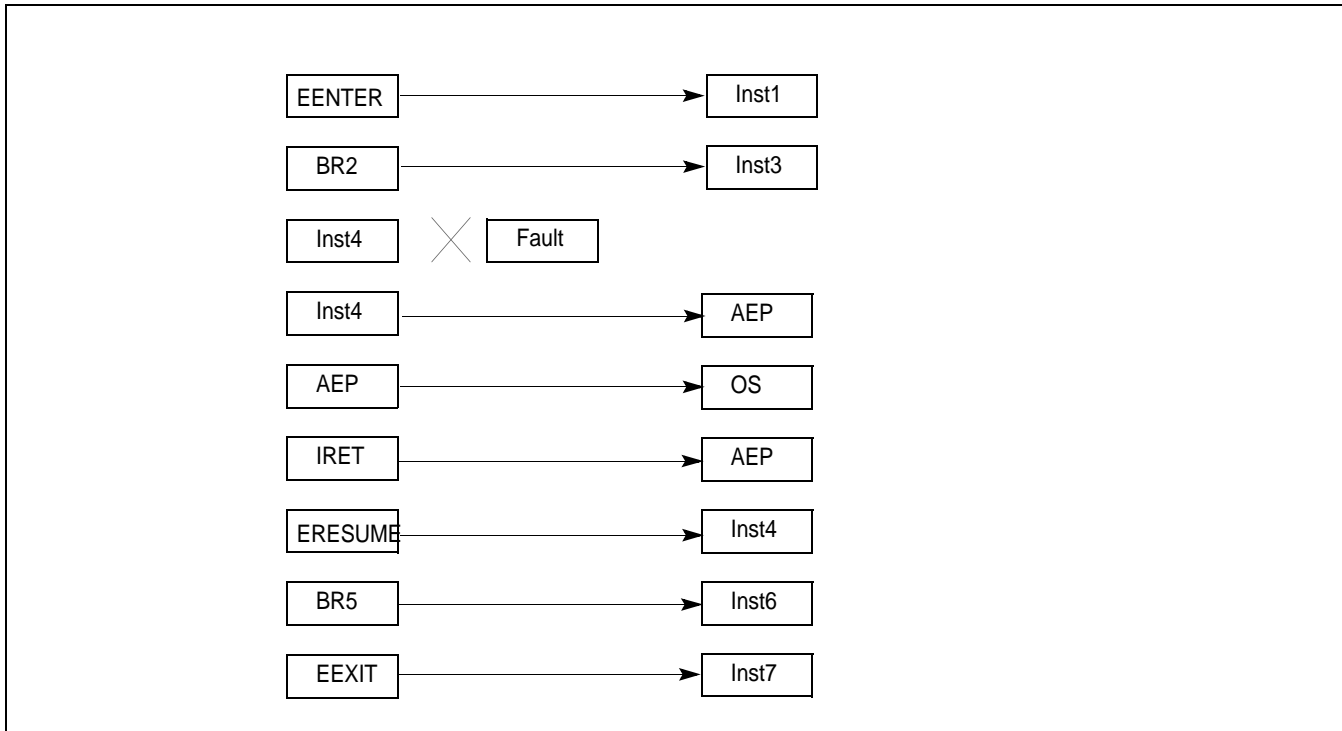 EENTER Inst1
BR2 Inst3
Inst4 Fault
Inst4 AEP
AEP OS
IRET AEP
ERESUME Inst4
BR5 Inst6
EEXIT Inst7